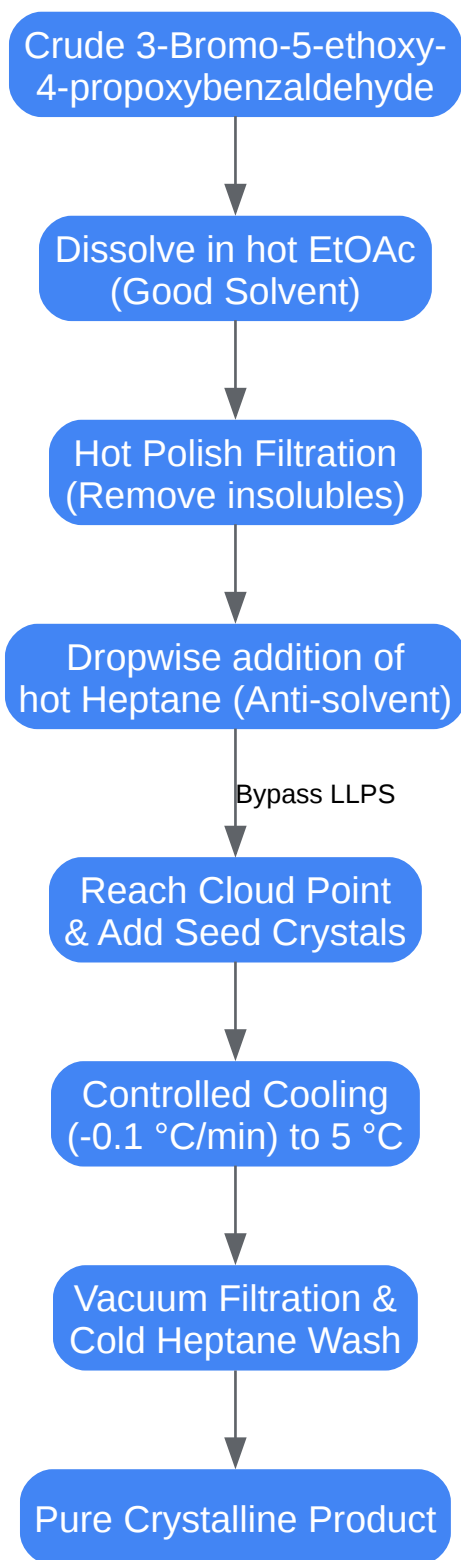 Crude 3-Bromo-5-ethoxy-
4-propoxybenzaldehyde
Dissolve in hot EtOAc
(Good Solvent)
Hot Polish Filtration
(Remove insolubles)
Dropwise addition of
hot Heptane (Anti-solvent)
Bypass LLPS
Reach Cloud Point
& Add Seed Crystals
Controlled Cooling
(-0.1 °C/min) to 5 °C
Vacuum Filtration &
Cold Heptane Wash
Pure Crystalline Product